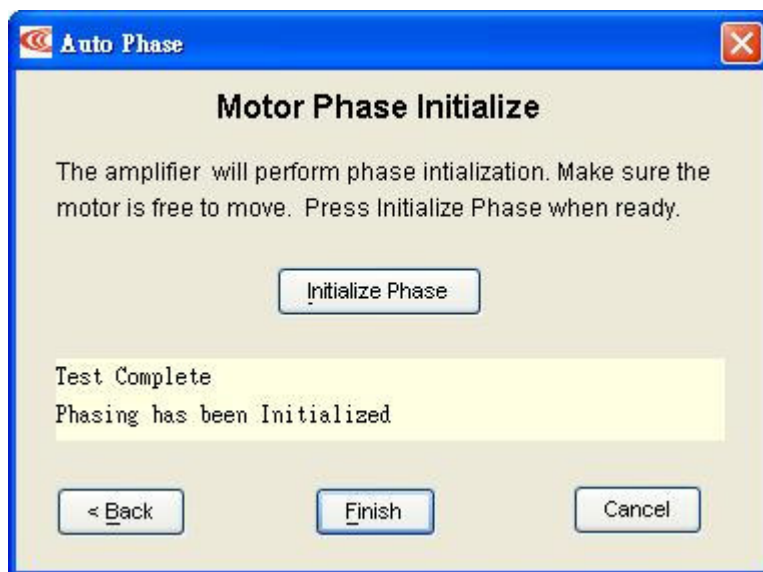 Auto Phase
Motor Phase Initialize
The amplifier will perform phase intialization. Make sure the
motor is free to move. Press Initialize Phase when ready.
Initialize Phase
Test Complete
Phasing has been Initialized
< Back
Finish
Cancel